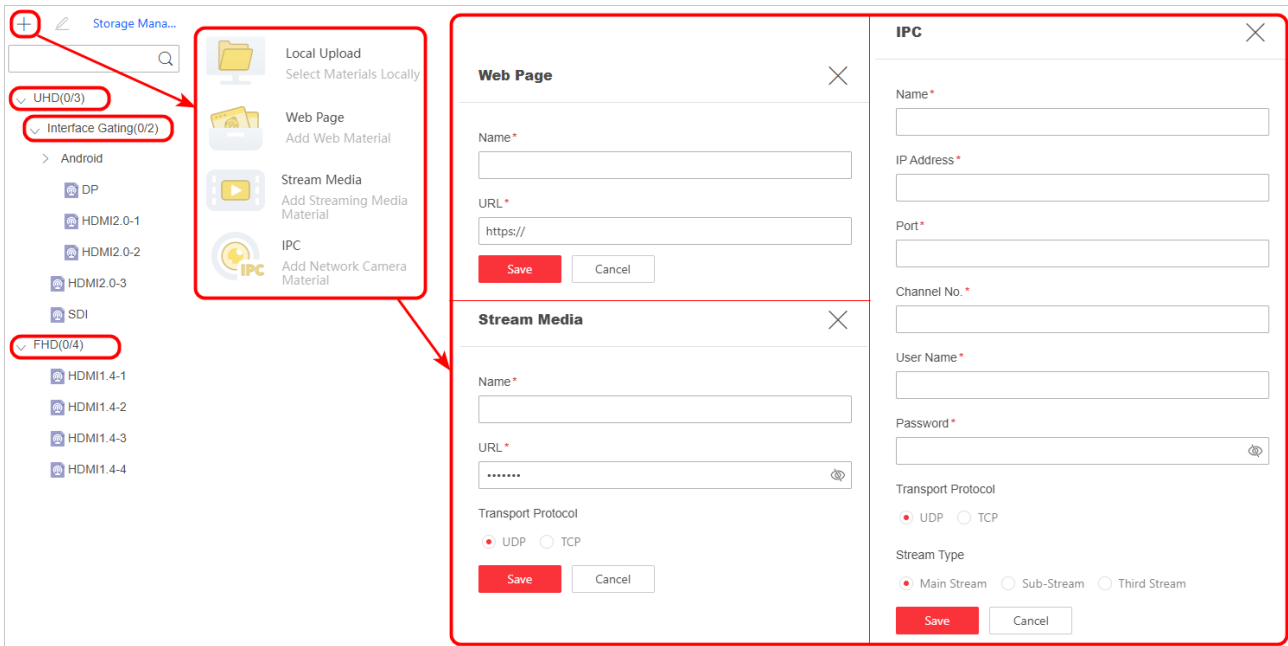 Storage Mana...
UHD(0/3)
Interface Gating(0/2)
Android
DP
HDMI2.0-1
HDMI2.0-2
HDMI2.0-3
SDI
FHD(0/4)
HDMI1.4-1
HDMI1.4-2
HDMI1.4-3
HDMI1.4-4
Local Upload
Select Materials Locally
Web Page
Add Web Material
Stream Media
Add Streaming Media
Material
IPC
IPC
Add Network Camera
Material
Web Page
Name*
URL*
https://
Save Cancel
Stream Media
Name*
URL*
•••••••
Transport Protocol
UDP TCP
Save Cancel
IPC
Name*
IP Address*
Port*
Channel No.*
User Name*
Password*
Transport Protocol
UDP TCP
Stream Type
Main Stream Sub-Stream Third Stream
Save Cancel